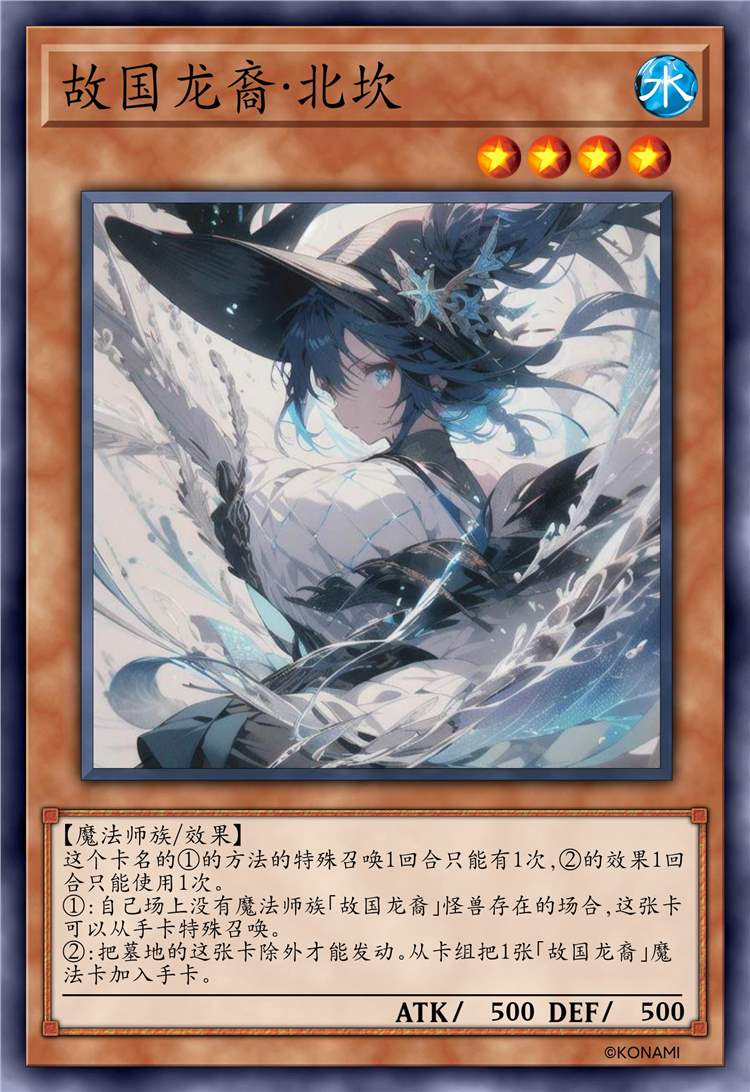 故国龙裔·北坎
水
【魔法师族/效果】
这个卡名的①的方法的特殊召唤1回合只能有1次,②的效果1回
合只能使用1次。
①:自己场上没有魔法师族「故国龙裔」怪兽存在的场合,这张卡
可以从手卡特殊召唤。
②:把墓地的这张卡除外才能发动。从卡组把1张「故国龙裔」魔
法卡加入手卡。
ATK/ 500 DEF/ 500
©KONAMI